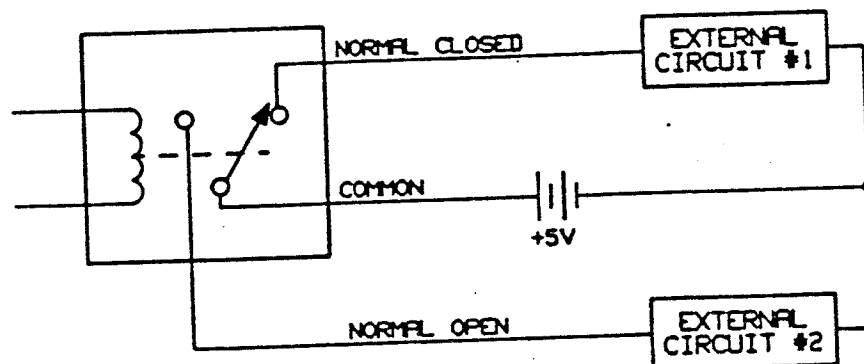 NORMAL CLOSED
EXTERNAL
CIRCUIT #1
COMMON
+5V
NORMAL OPEN
EXTERNAL
CIRCUIT #2